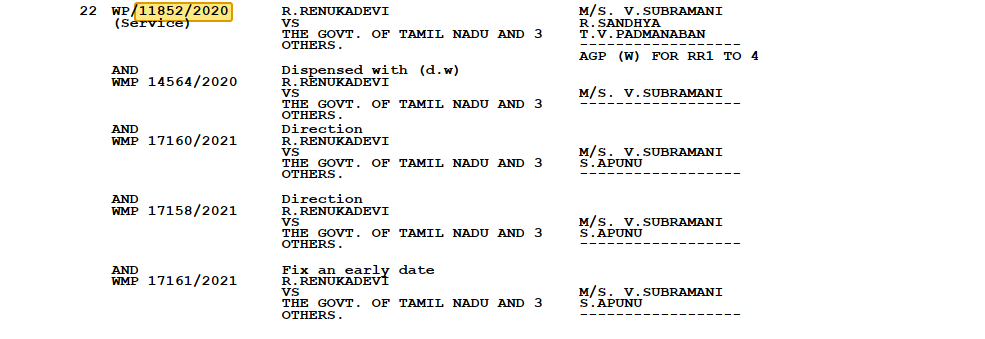 22 WP/11852/2020 R.RENUKADEVI M/S. V.SUBRAMANI
(Service) VS R.SANDHYA
THE GOVT. OF TAMIL NADU AND 3 T.V.PADMANABAN
OTHERS. ------------------
AGP (W) FOR RR1 TO 4
AND Dispensed with (d.w)
WMP 14564/2020 R.RENUKADEVI
VS M/S. V.SUBRAMANI
THE GOVT. OF TAMIL NADU AND 3 ------------------
OTHERS.
AND Direction
WMP 17160/2021 R.RENUKADEVI
VS M/S. V.SUBRAMANI
THE GOVT. OF TAMIL NADU AND 3 S.APUNU
OTHERS. ------------------
AND Direction
WMP 17158/2021 R.RENUKADEVI
VS M/S. V.SUBRAMANI
THE GOVT. OF TAMIL NADU AND 3 S.APUNU
OTHERS. ------------------
AND Fix an early date
WMP 17161/2021 R.RENUKADEVI
VS M/S. V.SUBRAMANI
THE GOVT. OF TAMIL NADU AND 3 S.APUNU
OTHERS. ------------------